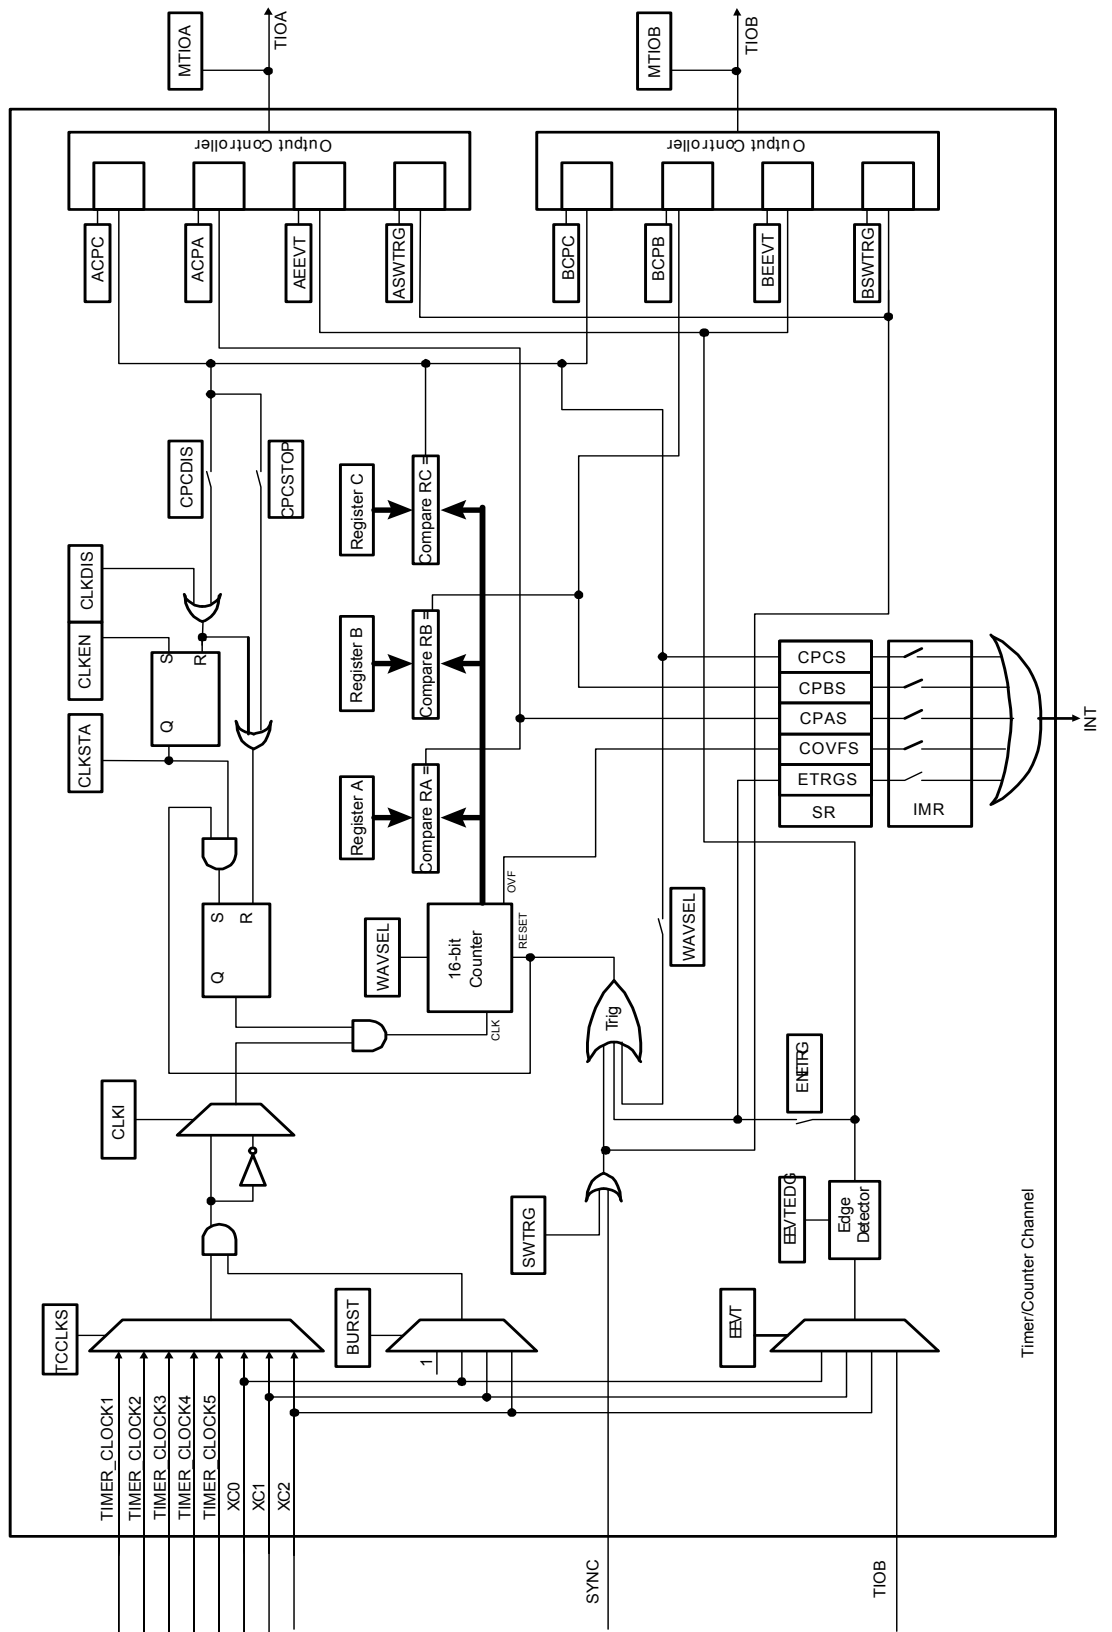 TIMER_CLOCK1
TIMER_CLOCK2
TIMER_CLOCK3
TIMER_CLOCK4
TIMER_CLOCK5
XC0
XC1
XC2
TCCLKS
CLKI
CLKSTA
CLKEN
CLKDIS
Q
S
R
Q
S
R
CPCDIS
CPCSTOP
ACPC
ACPA
AEEVT
ASWTRG
Output Controller
MTIOA
TIOA
BURST
1
WAVSEL
16-bit
Counter
CLK
RESET
OVF
Register A
Register B
Register C
Compare RA =
Compare RB =
Compare RC =
BCPC
BCPB
BEEVT
BSWTRG
Output Controller
MTIOB
TIOB
SYNC
SWTRG
Trig
WAVSEL
EEVT
EEVTEDG
Edge
Detector
ENETRG
TIOB
CPCS
CPBS
CPAS
COVFS
ETRGS
SR
IMR
INT
Timer/Counter Channel